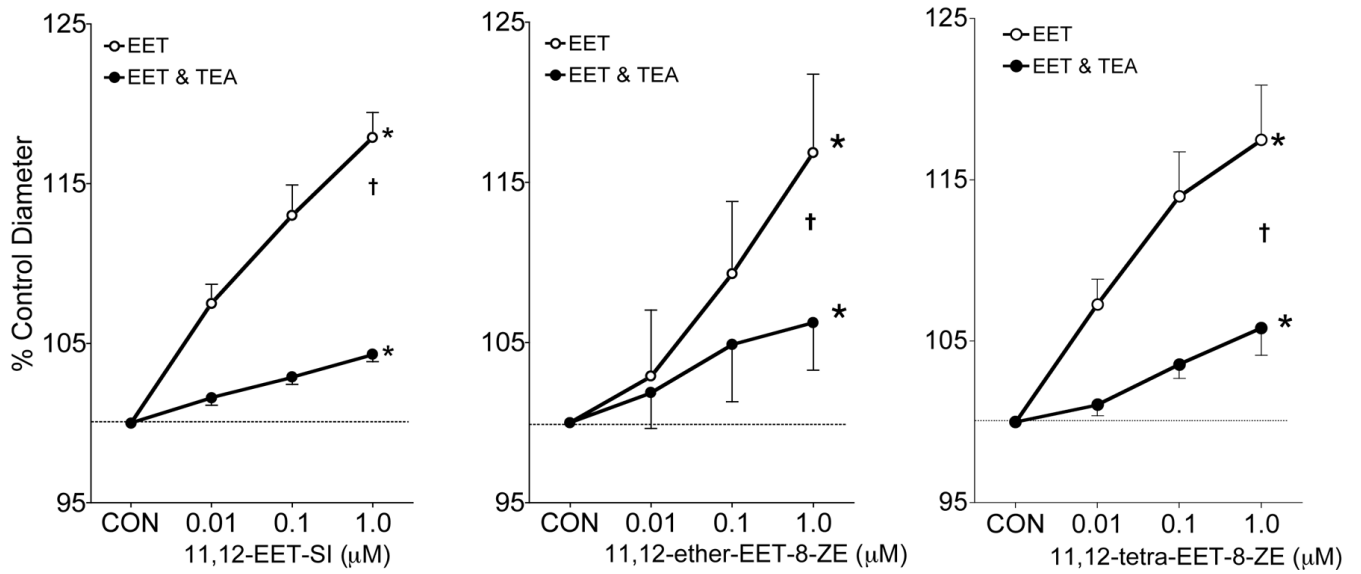 % Control Diameter
125
115
105
95
EET
EET & TEA
*
†
*
CON 0.01 0.1 1.0
11,12-EET-SI (μM)
125
115
105
95
EET
EET & TEA
*
†
*
CON 0.01 0.1 1.0
11,12-ether-EET-8-ZE (μM)
125
115
105
95
EET
EET & TEA
*
†
*
CON 0.01 0.1 1.0
11,12-tetra-EET-8-ZE (μM)